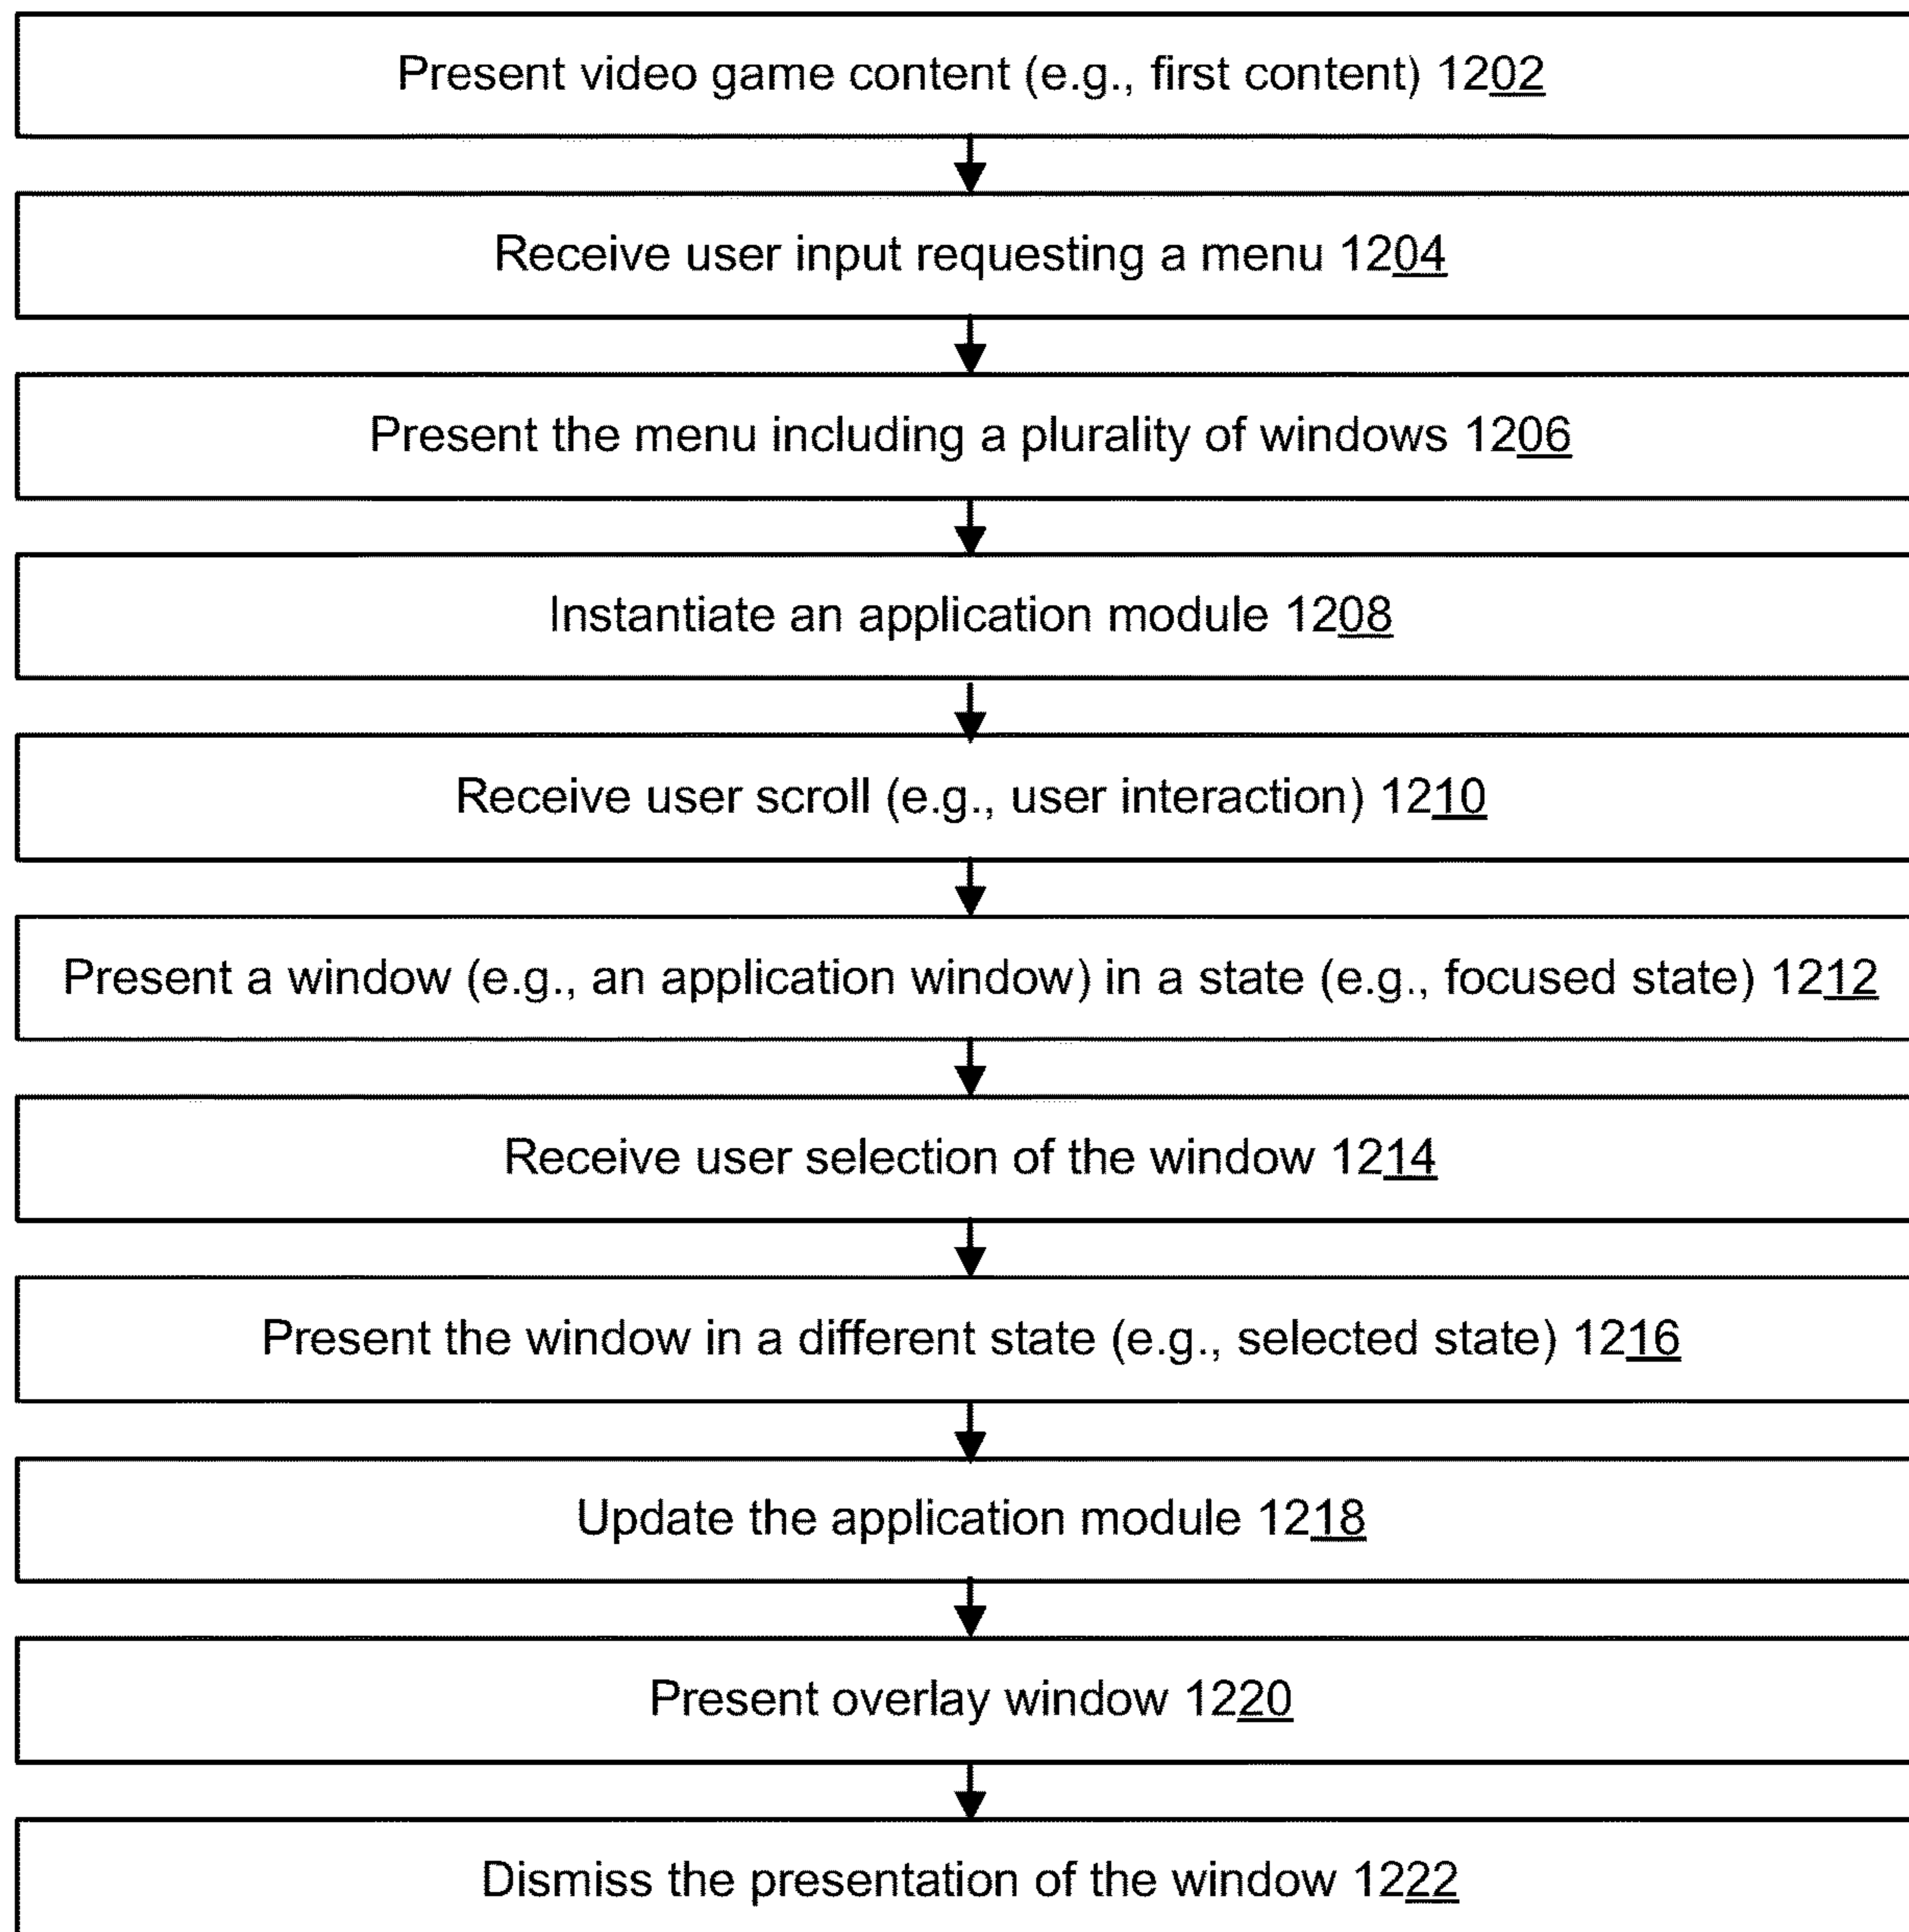 Present video game content (e.g., first content) 1202
Receive user input requesting a menu 1204
Present the menu including a plurality of windows 1206
Instantiate an application module 1208
Receive user scroll (e.g., user interaction) 1210
Present a window (e.g., an application window) in a state (e.g., focused state) 1212
Receive user selection of the window 1214
Present the window in a different state (e.g., selected state) 1216
Update the application module 1218
Present overlay window 1220
Dismiss the presentation of the window 1222